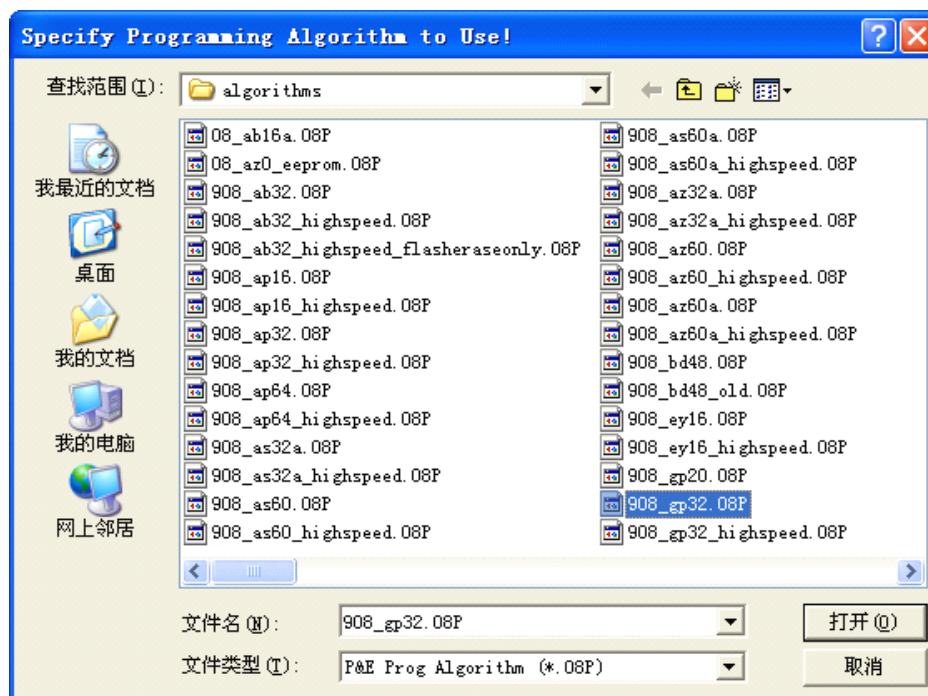 Specify Programming Algorithm to Use!
查找范围(I):
algorithms
我最近的文档
桌面
我的文档
我的电脑
网上邻居
08_ab16a.08P
08_az0_eeprom.08P
908_ab32.08P
908_ab32_highspeed.08P
908_ab32_highspeed_flasheraseonly.08P
908_ap16.08P
908_ap16_highspeed.08P
908_ap32.08P
908_ap32_highspeed.08P
908_ap64.08P
908_ap64_highspeed.08P
908_as32a.08P
908_as32a_highspeed.08P
908_as60.08P
908_as60_highspeed.08P
908_as60a.08P
908_as60a_highspeed.08P
908_az32a.08P
908_az32a_highspeed.08P
908_az60.08P
908_az60_highspeed.08P
908_az60a.08P
908_az60a_highspeed.08P
908_bd48.08P
908_bd48_old.08P
908_ey16.08P
908_ey16_highspeed.08P
908_gp20.08P
908_gp32.08P
908_gp32_highspeed.08P
文件名(N):
908_gp32.08P
打开(O)
文件类型(T):
P&E Prog Algorithm (*.08P)
取消